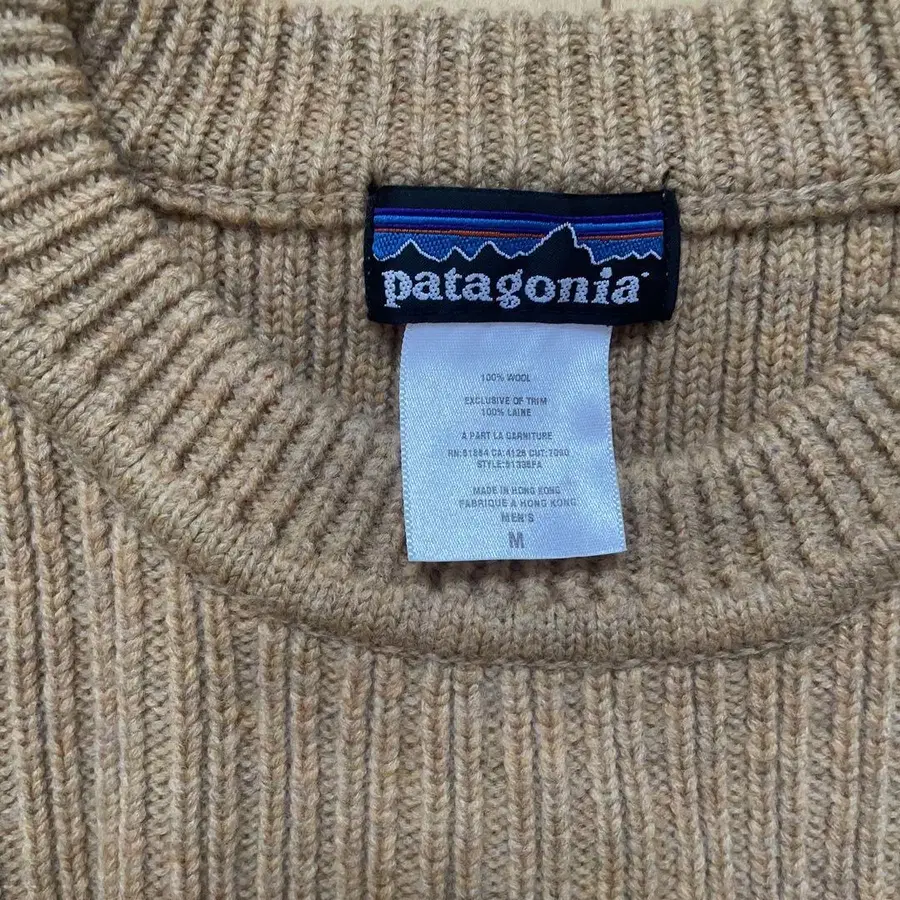 patagonia
100% WOOL
EXCLUSIVE OF TRIM
100% LAINE
A PART LA GARNITURE
RN:51884 CA:4126 CUT:7090
STYLE:51335FA
MADE IN HONG KONG
FABRIQUE A HONG KONG
MEN'S
M